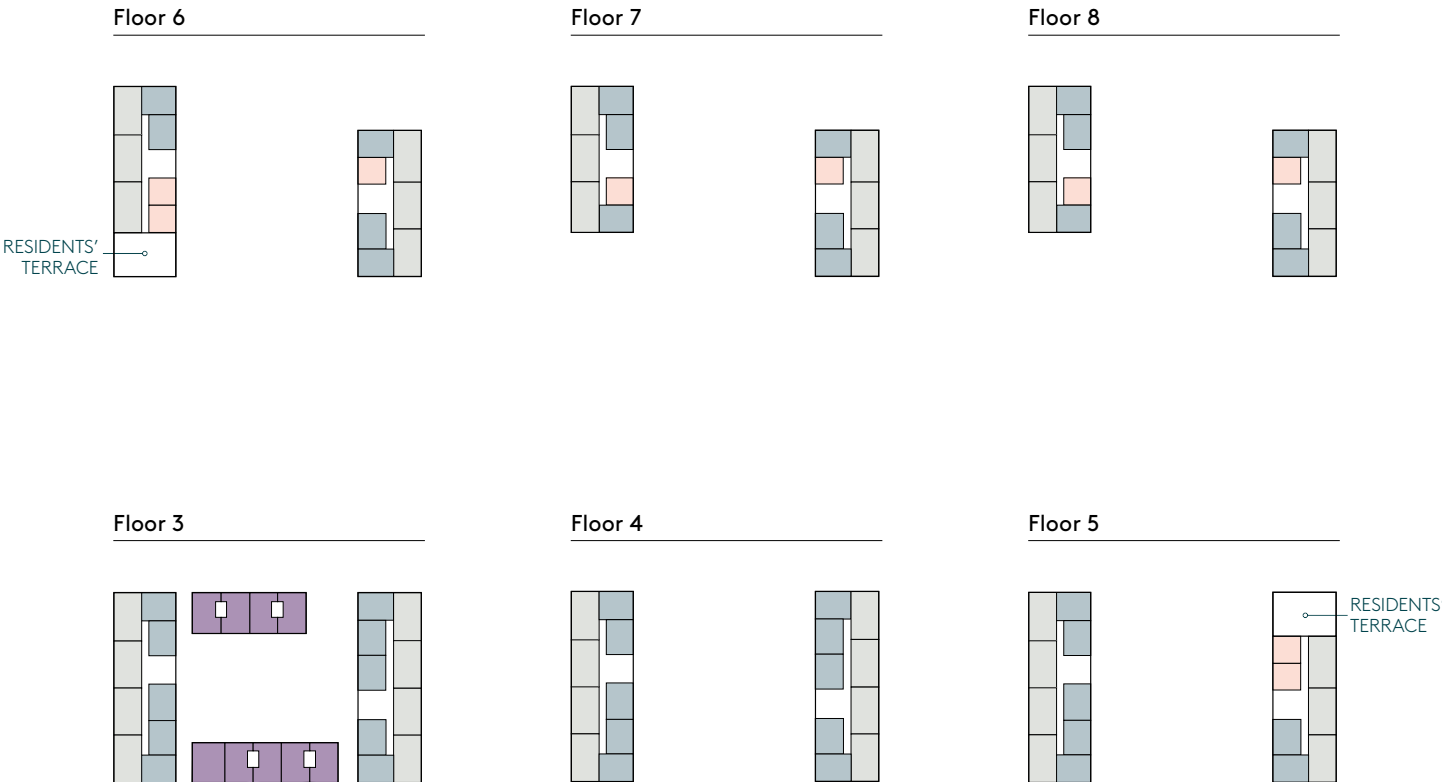 Floor 6
Floor 7
Floor 8
RESIDENTS'
TERRACE
Floor 3
Floor 4
Floor 5
RESIDENTS
TERRACE